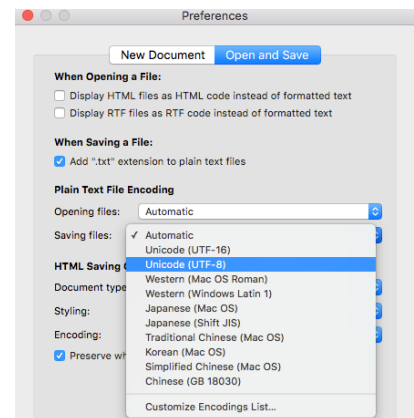 Preferences
New Document Open and Save
When Opening a File:
Display HTML files as HTML code instead of formatted text
Display RTF files as RTF code instead of formatted text
When Saving a File:
Add ".txt" extension to plain text files
Plain Text File Encoding
Opening files: Automatic
Saving files: ✓ Automatic
Unicode (UTF-16)
Unicode (UTF-8)
HTML Saving
Western (Mac OS Roman)
Document type
Western (Windows Latin 1)
Japanese (Mac OS)
Styling:
Japanese (Shift JIS)
Encoding:
Traditional Chinese (Mac OS)
Korean (Mac OS)
Preserve
Simplified Chinese (Mac OS)
Chinese (GB 18030)
Customize Encodings List...